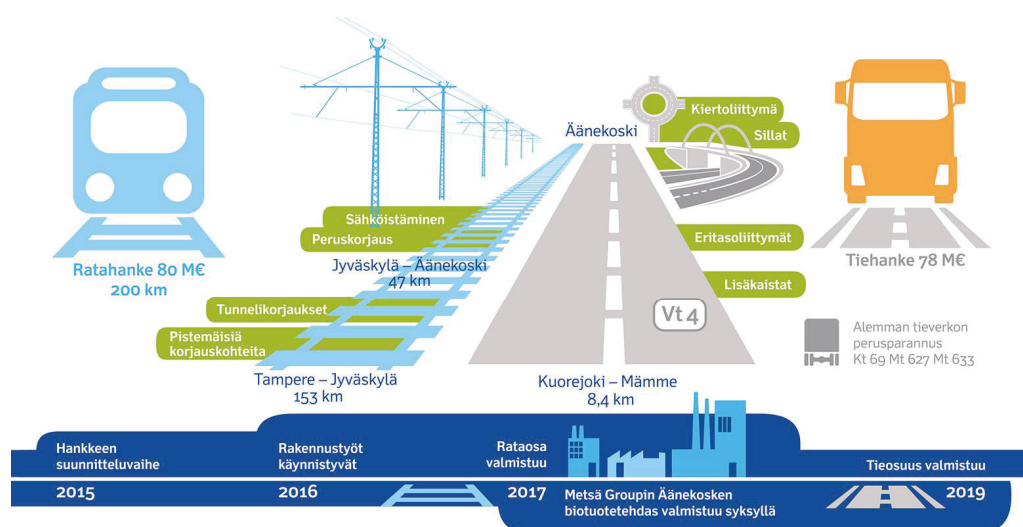 Ratahanke 80 M€
200 km
Sähköistäminen
Peruskorjaus
Jyväskylä – Äänekoski
47 km
Tunnelikorjaukset
Pistemäisiä
korjauskohteita
Tampere – Jyväskylä
153 km
Äänekoski
Kiertoliittymä
Sillat
Eritasoliittymät
Lisäkaistat
Vt 4
Kuorejoki – Mämme
8,4 km
Tiehanke 78 M€
Alemman tieverkon
perusparannus
Kt 69 Mt 627 Mt 633
Hankkeen
suunnitteluvaihe
2015
Rakennustyöt
käynnistyvät
2016
Rataosa
valmistuu
2017
Metsä Groupin Äänekosken
biotuotetehdas valmistuu syksyllä
Tieosuus valmistuu
2019